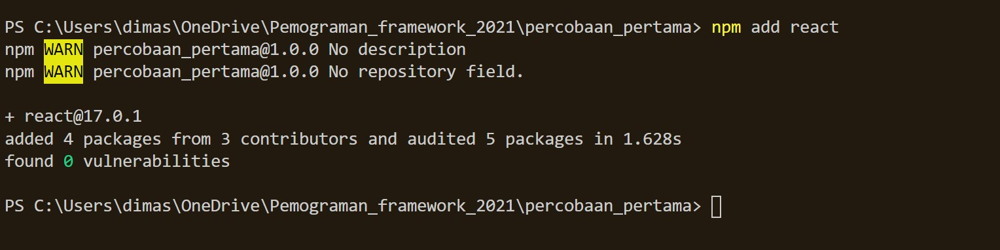 PS C:\Users\dimas\OneDrive\Pemograman_framework_2021\percobaan_pertama> npm add react
npm WARN percobaan_pertama@1.0.0 No description
npm WARN percobaan_pertama@1.0.0 No repository field.
+ react@17.0.1
added 4 packages from 3 contributors and audited 5 packages in 1.628s
found 0 vulnerabilities
PS C:\Users\dimas\OneDrive\Pemograman_framework_2021\percobaan_pertama>